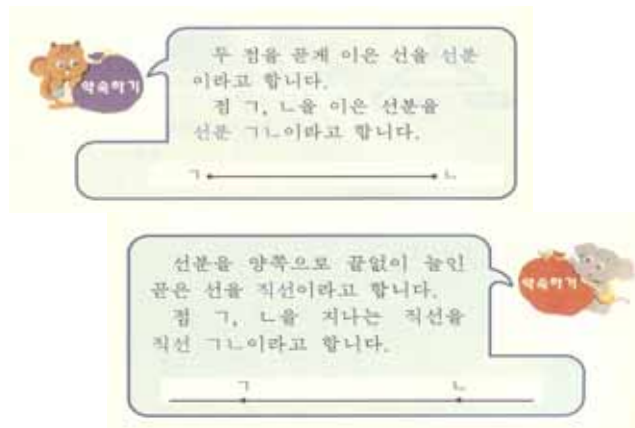 약속하기
두 점을 곧게 이은 선을 선분
이라고 합니다.
점 ㄱ, ㄴ을 이은 선분을
선분 ㄱㄴ이라고 합니다.
ㄱ ㄴ
선분을 양쪽으로 끝없이 늘인
곧은 선을 직선이라고 합니다.
점 ㄱ, ㄴ을 지나는 직선을
직선 ㄱㄴ이라고 합니다.
약속하기
ㄱ ㄴ